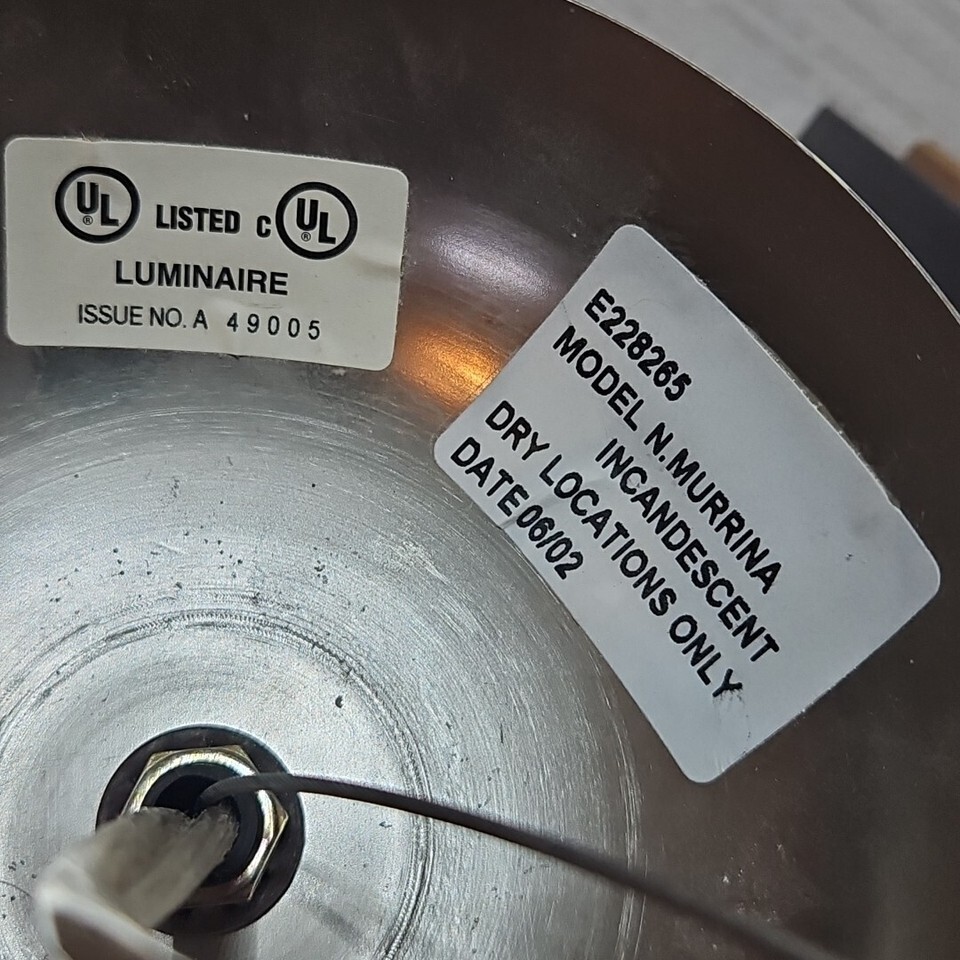 UL ® LISTED C UL ®
LUMINAIRE
ISSUE NO. A 49005
E228265
MODEL N.MURRINA
INCANDESCENT
DRY LOCATIONS ONLY
DATE 06/02